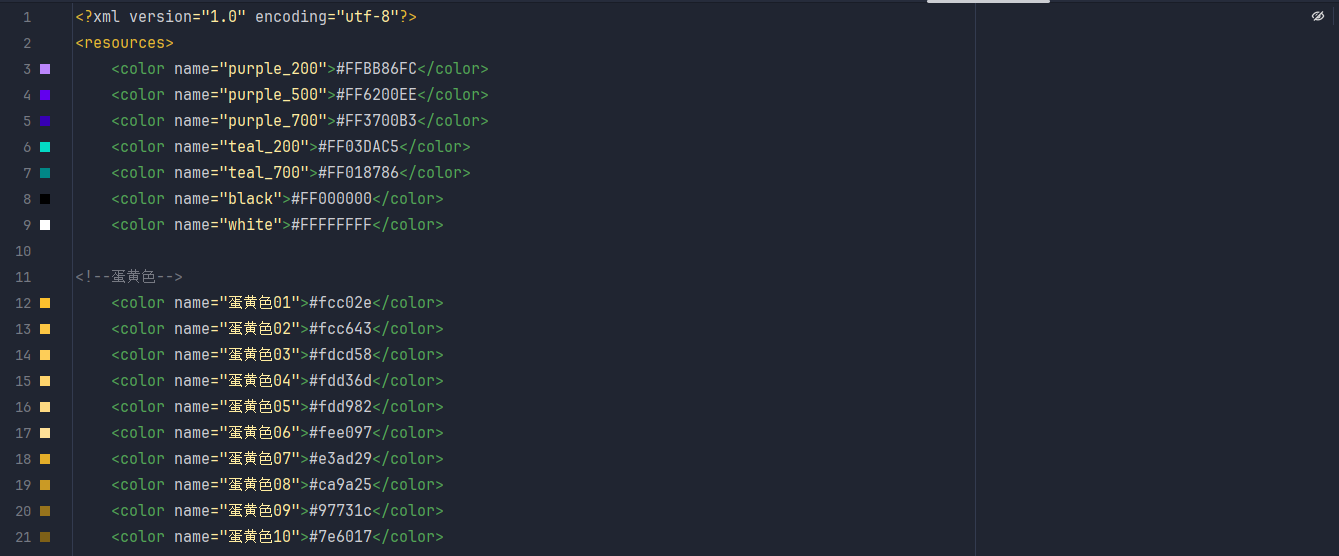 1 <?xml version="1.0" encoding="utf-8"?>
2 <resources>
3 <color name="purple_200">#FFBB86FC</color>
4 <color name="purple_500">#FF6200EE</color>
5 <color name="purple_700">#FF3700B3</color>
6 <color name="teal_200">#FF03DAC5</color>
7 <color name="teal_700">#FF018786</color>
8 <color name="black">#FF000000</color>
9 <color name="white">#FFFFFFFF</color>
10
11 <!--蛋黄色-->
12 <color name="蛋黄色01">#fcc02e</color>
13 <color name="蛋黄色02">#fcc643</color>
14 <color name="蛋黄色03">#fdcd58</color>
15 <color name="蛋黄色04">#fdd36d</color>
16 <color name="蛋黄色05">#fdd982</color>
17 <color name="蛋黄色06">#fee097</color>
18 <color name="蛋黄色07">#e3ad29</color>
19 <color name="蛋黄色08">#ca9a25</color>
20 <color name="蛋黄色09">#97731c</color>
21 <color name="蛋黄色10">#7e6017</color>